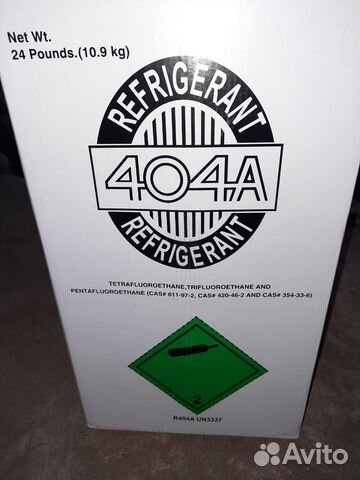 Net Wt.
24 Pounds.(10.9 kg)
REFRIGERANT
404A
REFRIGERANT
TETRAFLUOROETHANE,TRIFLUOROETHANE AND
PENTAFLUOROETHANE (CAS# 811-97-2, CAS# 420-46-2 AND CAS# 354-33-6)
2
R404A UN3337
Avito